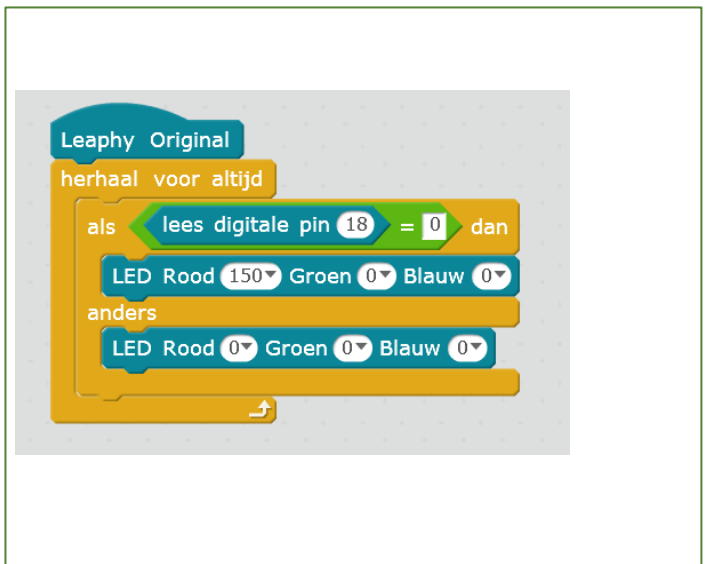 Leaphy Original
herhaal voor altijd
als lees digitale pin 18 = 0 dan
LED Rood 150 Groen 0 Blauw 0
anders
LED Rood 0 Groen 0 Blauw 0